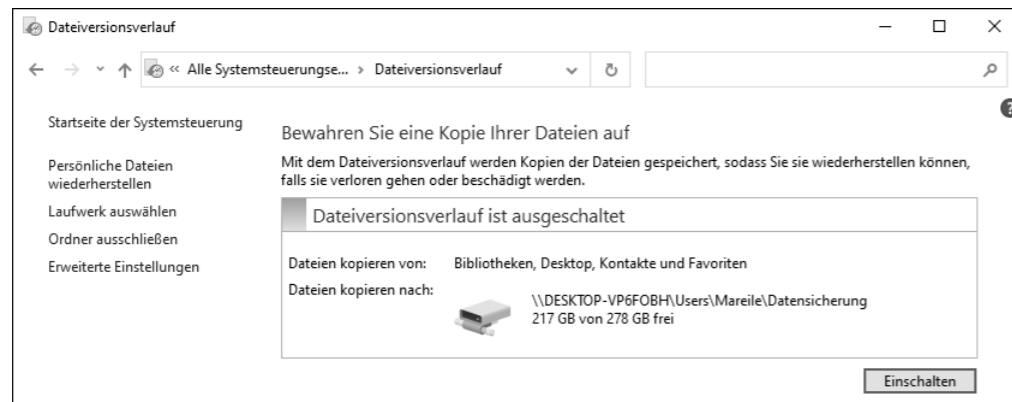 Dateiversionsverlauf
« Alle Systemsteuerungse... > Dateiversionsverlauf
Startseite der Systemsteuerung
Persönliche Dateien
wiederherstellen
Laufwerk auswählen
Ordner ausschließen
Erweiterte Einstellungen
Bewahren Sie eine Kopie Ihrer Dateien auf
Mit dem Dateiversionsverlauf werden Kopien der Dateien gespeichert, sodass Sie sie wiederherstellen können,
falls sie verloren gehen oder beschädigt werden.
Dateiversionsverlauf ist ausgeschaltet
Dateien kopieren von: Bibliotheken, Desktop, Kontakte und Favoriten
Dateien kopieren nach:
\\DESKTOP-VP6FOBH\Users\Mareile\Datensicherung
217 GB von 278 GB frei
Einschalten